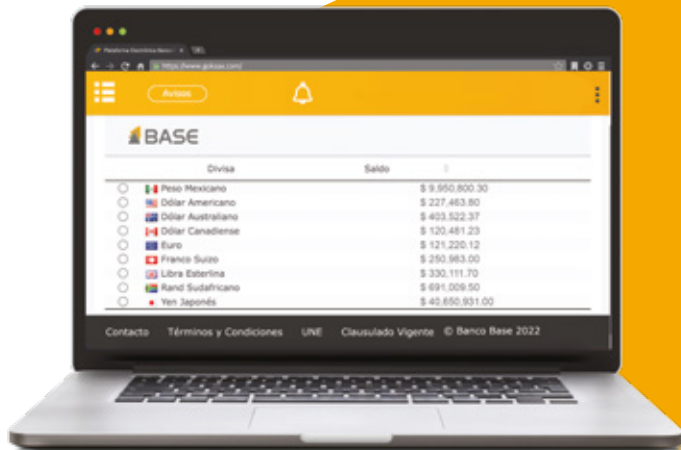 https://www.gobase.com/
Avisos
BASE
Divisa Saldo
Peso Mexicano $ 9,950,800.30
Dólar Americano $ 227,463.80
Dólar Australiano $ 403,522.37
Dólar Canadiense $ 120,481.23
Euro $ 121,220.12
Franco Suizo $ 250,983.00
Libra Esterlina $ 330,111.70
Rand Sudafricano $ 691,009.50
Yen Japonés $ 40,650,931.00
Contacto Términos y Condiciones UNE Clausulado Vigente © Banco Base 2022